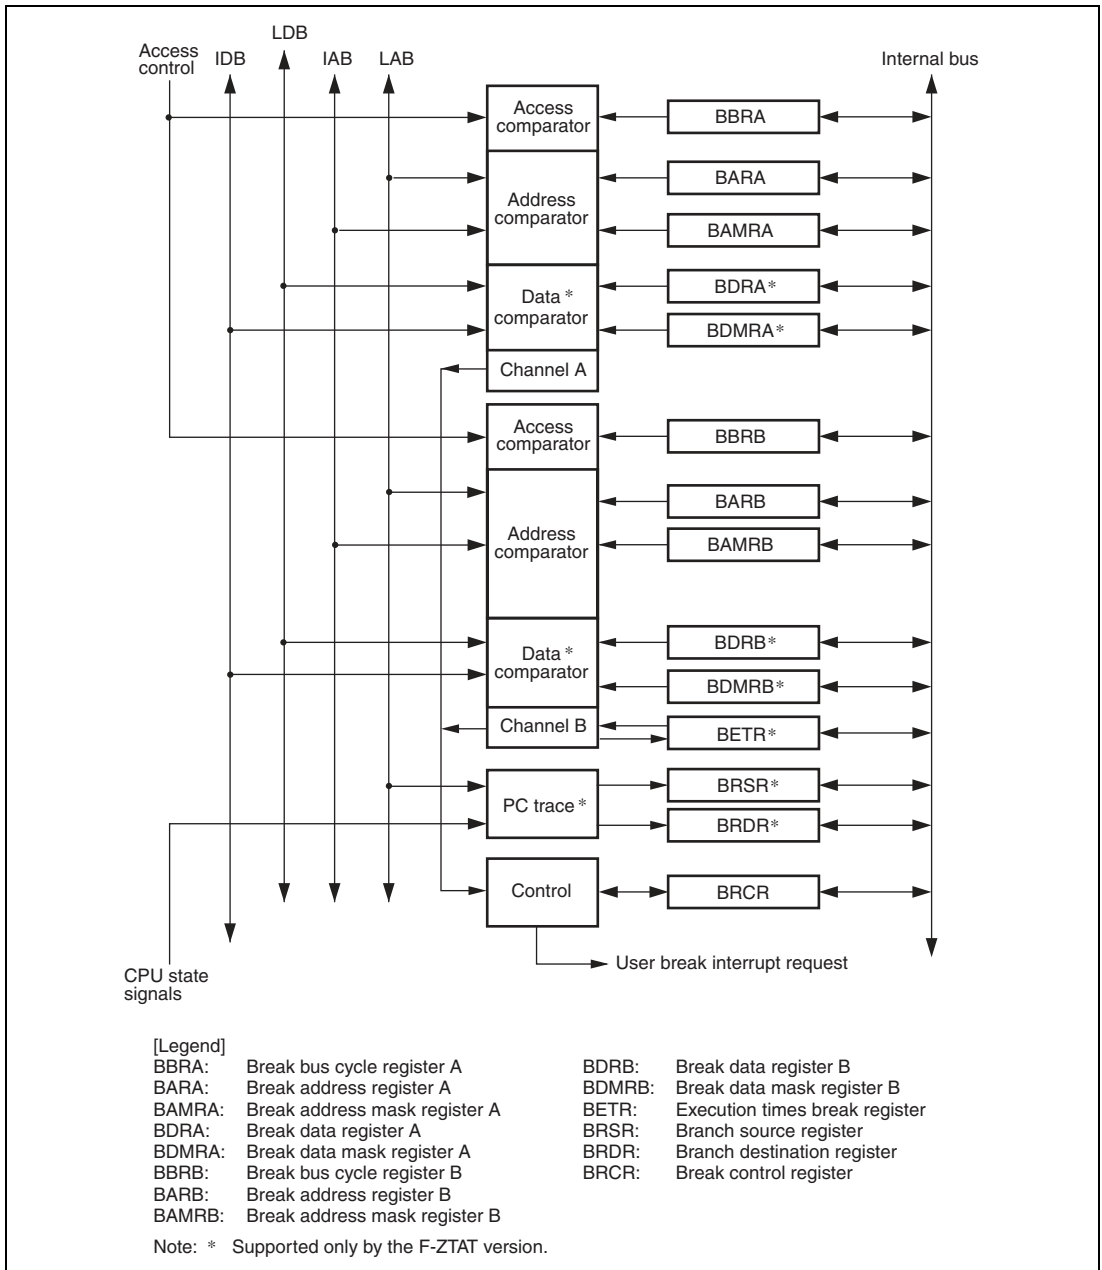 LDB
Access
control
IDB
IAB
LAB
Internal bus
Access
comparator
BBRA
Address
comparator
BARA
BAMRA
Data *
comparator
BDRA*
BDMRA*
Channel A
Access
comparator
BBRB
Address
comparator
BARB
BAMRB
Data *
comparator
BDRB*
BDMRB*
Channel B
BETR*
PC trace *
BRSR*
BRDR*
Control
BRCR
User break interrupt request
CPU state
signals
[Legend]
BBRA: Break bus cycle register A
BARA: Break address register A
BAMRA: Break address mask register A
BDRA: Break data register A
BDMRA: Break data mask register A
BBRB: Break bus cycle register B
BARB: Break address register B
BAMRB: Break address mask register B
BDRB: Break data register B
BDMRB: Break data mask register B
BETR: Execution times break register
BRSR: Branch source register
BRDR: Branch destination register
BRCR: Break control register
Note: * Supported only by the F-ZTAT version.